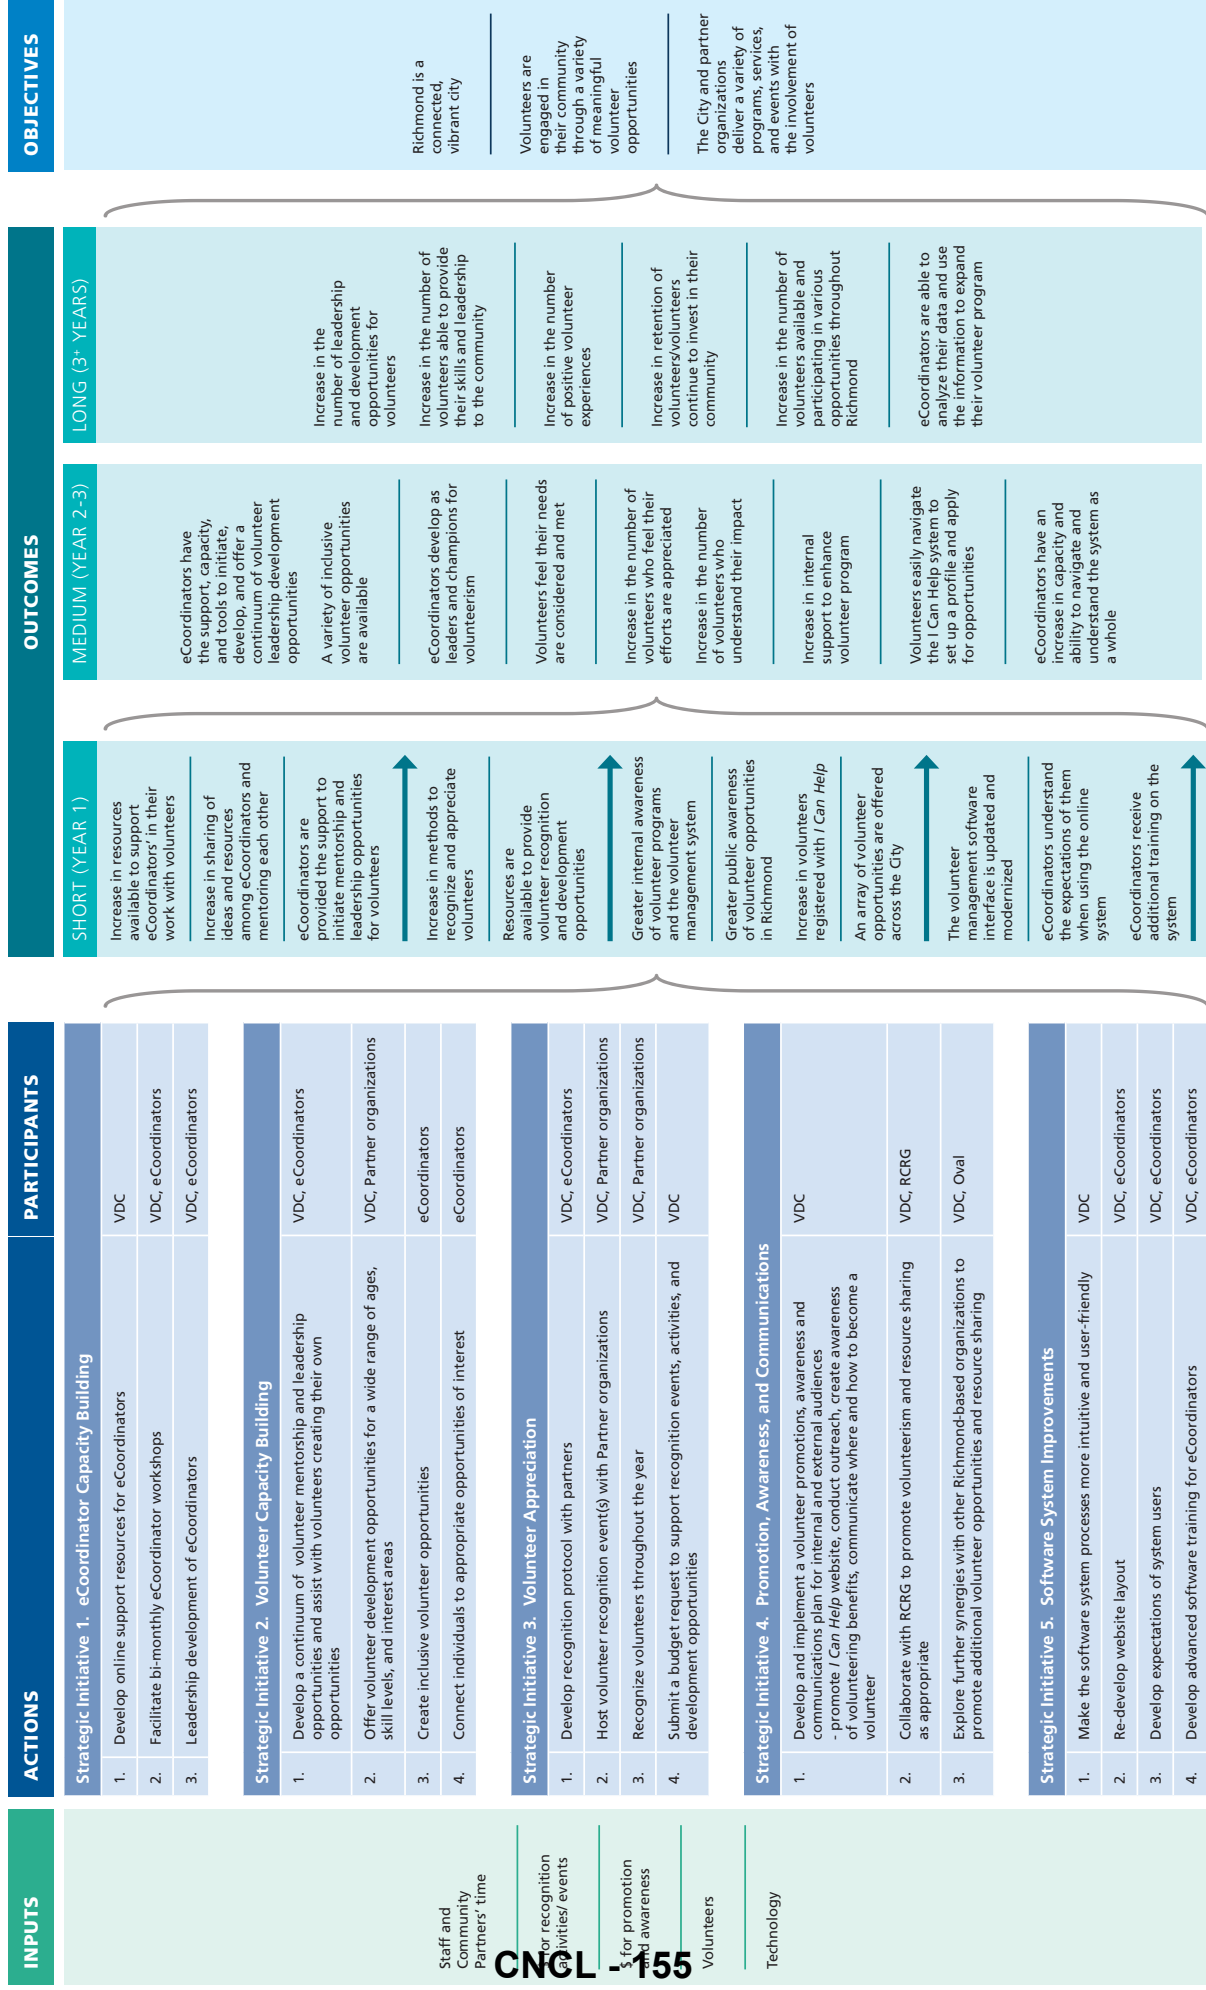 INPUTS
Staff and
Community
Partners’ time
$ for recognition
activities/ events
$ for promotion
and awareness
Volunteers
Technology
ACTIONS
PARTICIPANTS
Strategic Initiative 1. eCoordinator Capacity Building
1. Develop online support resources for eCoordinators VDC
2. Facilitate bi-monthly eCoordinator workshops VDC, eCoordinators
3. Leadership development of eCoordinators VDC, eCoordinators
Strategic Initiative 2. Volunteer Capacity Building
1. Develop a continuum of volunteer mentorship and leadership VDC, eCoordinators
opportunities and assist with volunteers creating their own
opportunities
2. Offer volunteer development opportunities for a wide range of ages, VDC, Partner organizations
skill levels, and interest areas
3. Create inclusive volunteer opportunities eCoordinators
4. Connect individuals to appropriate opportunities of interest eCoordinators
Strategic Initiative 3. Volunteer Appreciation
1. Develop recognition protocol with partners VDC, eCoordinators
2. Host volunteer recognition event(s) with Partner organizations VDC, Partner organizations
3. Recognize volunteers throughout the year VDC, Partner organizations
4. Submit a budget request to support recognition events, activities, and VDC
development opportunities
Strategic Initiative 4. Promotion, Awareness, and Communications
1. Develop and implement a volunteer promotions, awareness and VDC
communications plan for internal and external audiences
- promote I Can Help website, conduct outreach, create awareness
of volunteering benefits, communicate where and how to become a
volunteer
2. Collaborate with RCRG to promote volunteerism and resource sharing VDC, RCRG
as appropriate
3. Explore further synergies with other Richmond-based organizations to VDC, Oval
promote additional volunteer opportunities and resource sharing
Strategic Initiative 5. Software System Improvements
1. Make the software system processes more intuitive and user-friendly VDC
2. Re-develop website layout VDC, eCoordinators
3. Develop expectations of system users VDC, eCoordinators
4. Develop advanced software training for eCoordinators VDC, eCoordinators
OUTCOMES
SHORT (YEAR 1)
Increase in resources
available to support
eCoordinators’ in their
work with volunteers
Increase in sharing of
ideas and resources
among eCoordinators and
mentoring each other
eCoordinators are
provided the support to
initiate mentorship and
leadership opportunities
for volunteers
Increase in methods to
recognize and appreciate
volunteers
Resources are
available to provide
volunteer recognition
and development
opportunities
Greater internal awareness
of volunteer programs
and the volunteer
management system
Greater public awareness
of volunteer opportunities
in Richmond
Increase in volunteers
registered with I Can Help
An array of volunteer
opportunities are offered
across the City
The volunteer
management software
interface is updated and
modernized
eCoordinators understand
the expectations of them
when using the online
system
eCoordinators receive
additional training on the
system
MEDIUM (YEAR 2-3)
eCoordinators have
the support, capacity,
and tools to initiate,
develop, and offer a
continuum of volunteer
leadership development
opportunities
A variety of inclusive
volunteer opportunities
are available
eCoordinators develop as
leaders and champions for
volunteerism
Volunteers feel their needs
are considered and met
Increase in the number of
volunteers who feel their
efforts are appreciated
Increase in the number
of volunteers who
understand their impact
Increase in internal
support to enhance
volunteer program
Volunteers easily navigate
the I Can Help system to
set up a profile and apply
for opportunities
eCoordinators have an
increase in capacity and
ability to navigate and
understand the system as
a whole
LONG (3+ YEARS)
Increase in the
number of leadership
and development
opportunities for
volunteers
Increase in the number of
volunteers able to provide
their skills and leadership
to the community
Increase in the number
of positive volunteer
experiences
Increase in retention of
volunteers/volunteers
continue to invest in their
community
Increase in the number of
volunteers available and
participating in various
opportunities throughout
Richmond
eCoordinators are able to
analyze their data and use
the information to expand
their volunteer program
OBJECTIVES
Richmond is a
connected,
vibrant city
Volunteers are
engaged in
their community
through a variety
of meaningful
volunteer
opportunities
The City and partner
organizations
deliver a variety of
programs, services,
and events with
the involvement of
volunteers
CNCL - 155